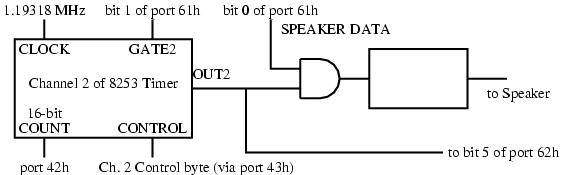 1.19318 MHz
bit 1 of port 61h
bit 0 of port 61h
SPEAKER DATA
CLOCK
GATE2
Channel 2 of 8253 Timer
OUT2
to Speaker
16-bit
COUNT
CONTROL
to bit 5 of port 62h
port 42h
Ch. 2 Control byte (via port 43h)